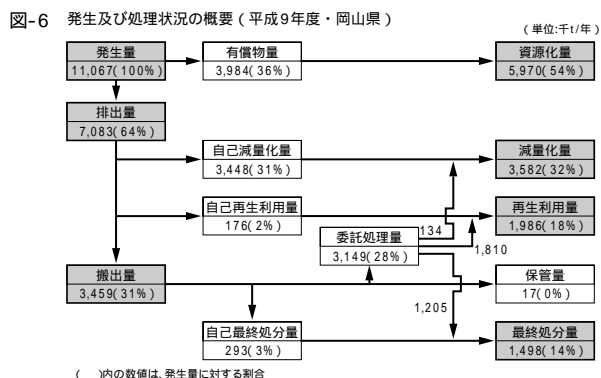 図-6 発生及び処理状況の概要(平成9年度・岡山県)
(単位:千t/年)
発生量
11,067(100%)
有償物量
3,984(36%)
資源化量
5,970(54%)
排出量
7,083(64%)
自己減量化量
3,448(31%)
減量化量
3,582(32%)
自己再生利用量
176(2%)
委託処理量
3,149(28%)
134
再生利用量
1,986(18%)
1,810
搬出量
3,459(31%)
保管量
17(0%)
1,205
自己最終処分量
293(3%)
最終処分量
1,498(14%)
( )内の数値は、発生量に対する割合